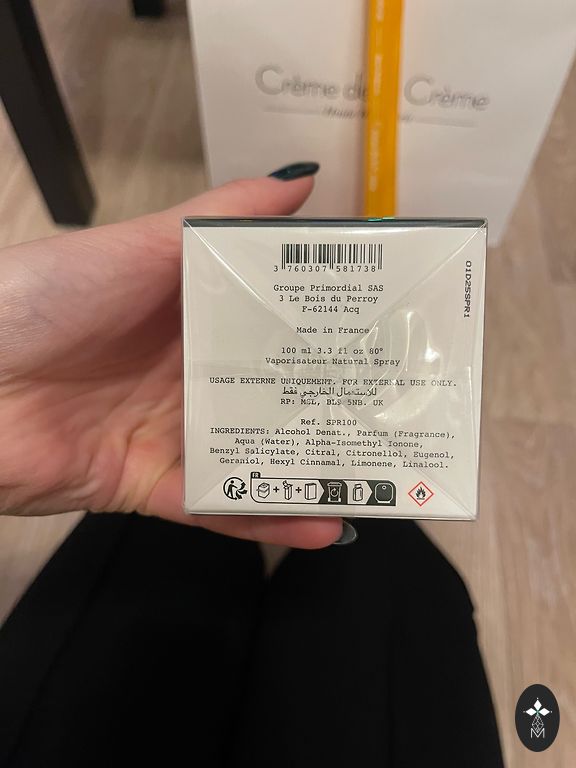 Crème de Crème
3 760307 581738
Groupe Primordial SAS
3 Le Bois du Perroy
F-62144 Acq
Made in France
100 ml 3.3 fl oz 80°
Vaporisateur Natural Spray
USAGE EXTERNE UNIQUEMENT. FOR EXTERNAL USE ONLY.
للاستعمال الخارجي فقط
RP: MSL, BL9 5NB. UK
Ref. SPR100
INGREDIENTS: Alcohol Denat., Parfum (Fragrance),
Aqua (Water), Alpha-Isomethyl Ionone,
Benzyl Salicylate, Citral, Citronellol, Eugenol,
Geraniol, Hexyl Cinnamal, Limonene, Linalool.
FR
01D25SPR1
M